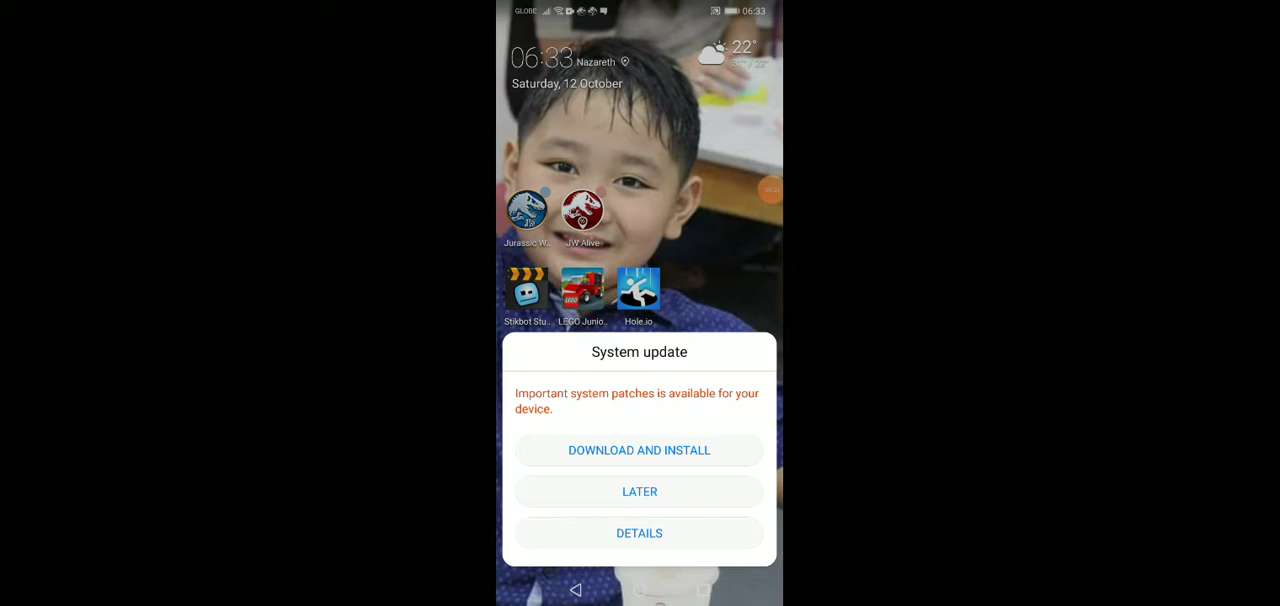 GLOBE 06:33
06:33 Nazareth 22°
Saturday, 12 October
Jurassic W.. JW Alive
Stikbot Stu.. LEGO Junio.. Hole.io
System update
Important system patches is available for your
device.
DOWNLOAD AND INSTALL
LATER
DETAILS